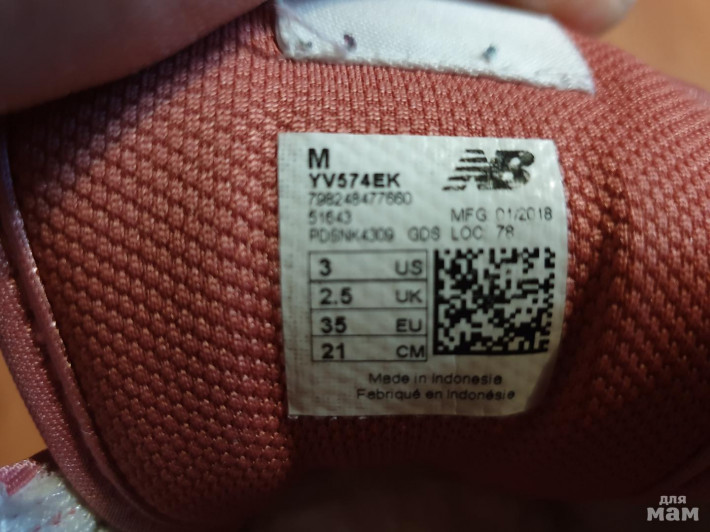 M
NB
YV574EK
798248477660
51643 MFG 01/2018
PDSNK4309 GDS LOC 78
3 US
2.5 UK
35 EU
21 CM
Made in Indonesia
Fabriqué en Indonésie
для
мам